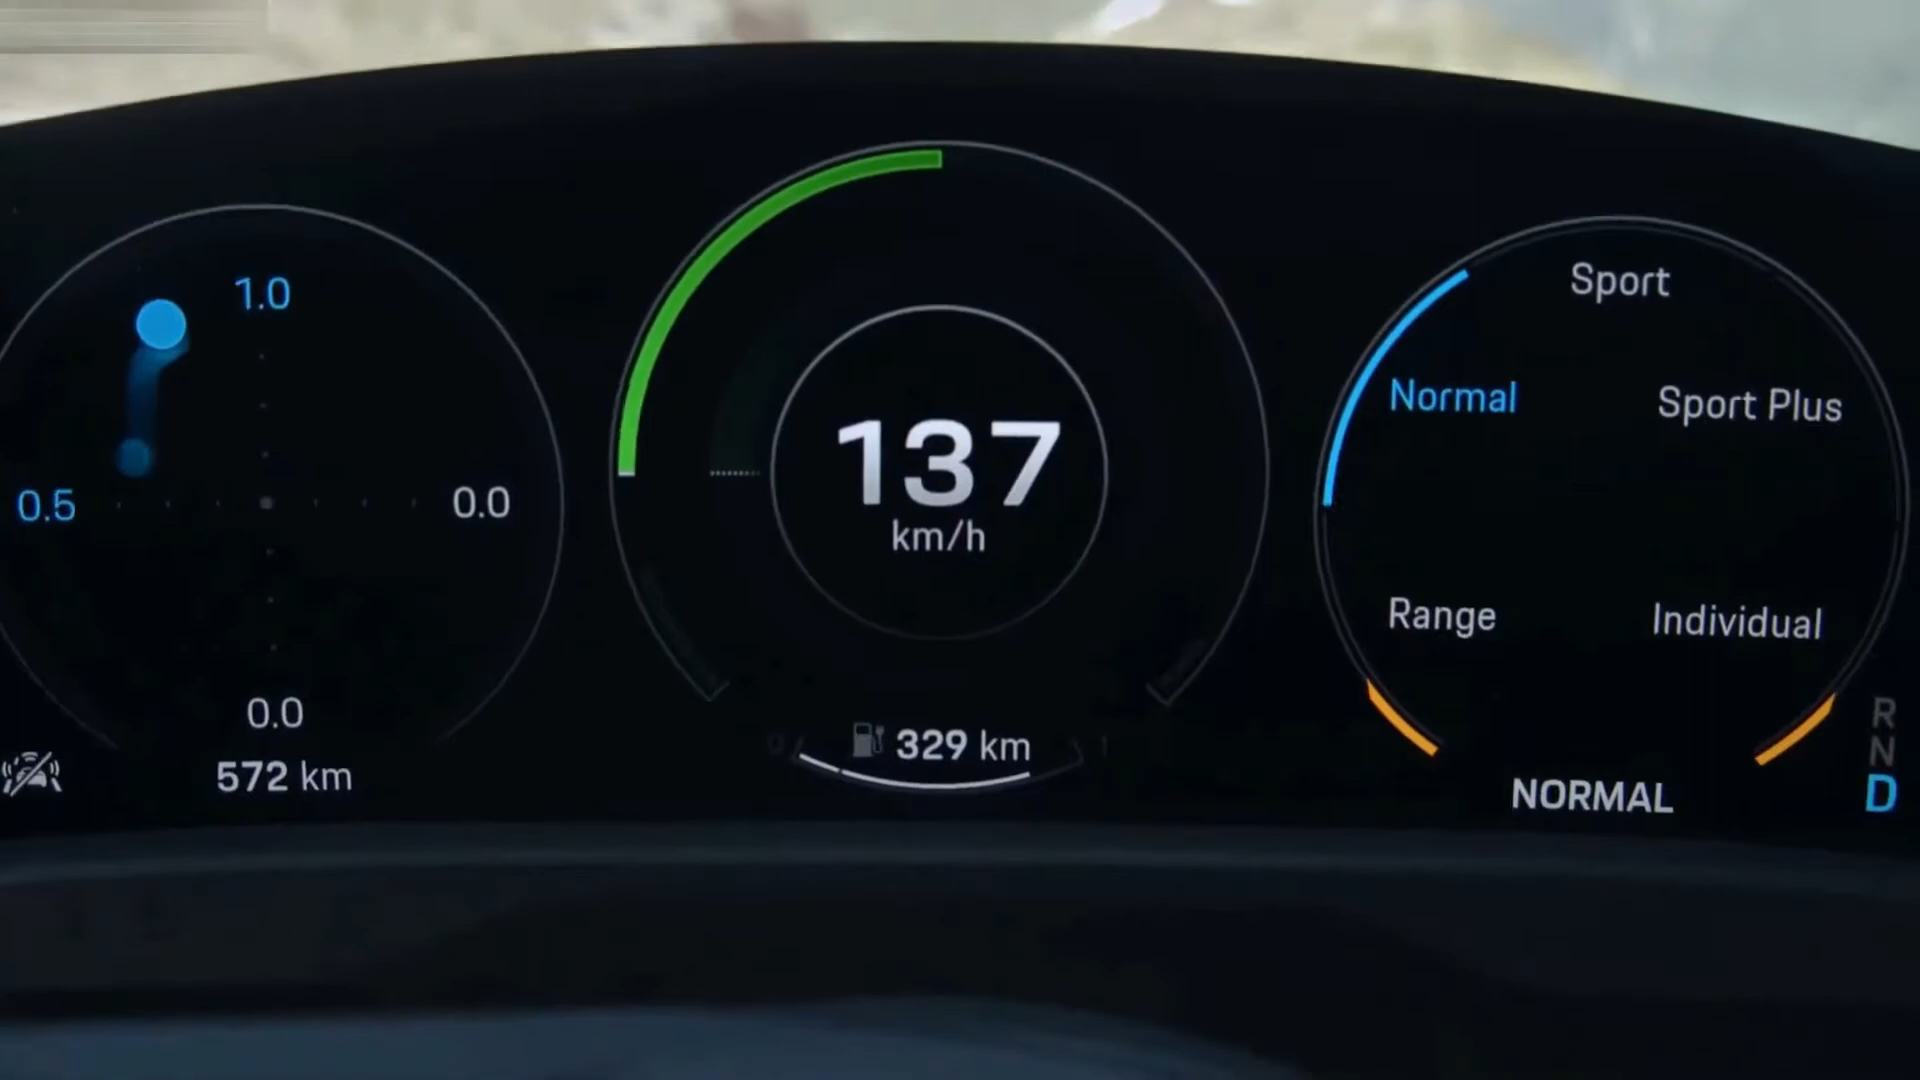 1.0
0.5
0.0
0.0
572 km
137
km/h
329 km
Sport
Normal
Sport Plus
Range
Individual
NORMAL
R
N
D